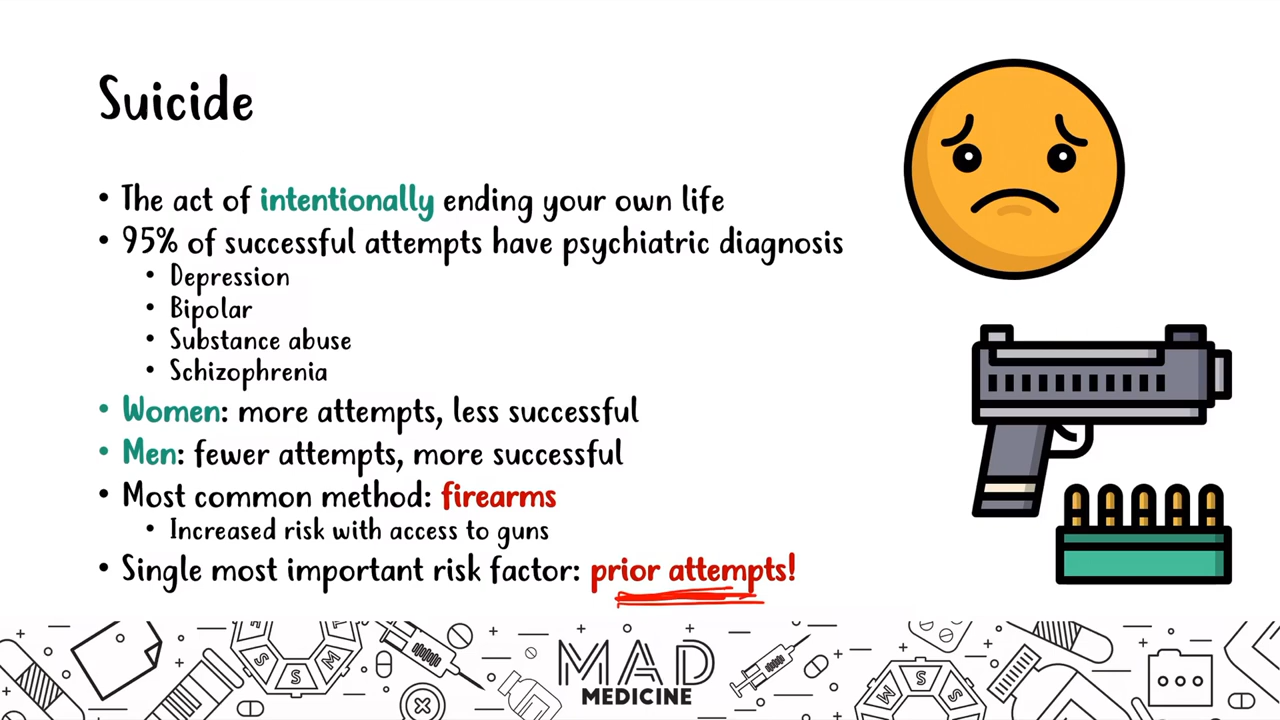 Suicide
• The act of intentionally ending your own life
• 95% of successful attempts have psychiatric diagnosis
• Depression
• Bipolar
• Substance abuse
• Schizophrenia
• Women: more attempts, less successful
• Men: fewer attempts, more successful
• Most common method: firearms
• Increased risk with access to guns
• Single most important risk factor: prior attempts!
MAD
MEDICINE